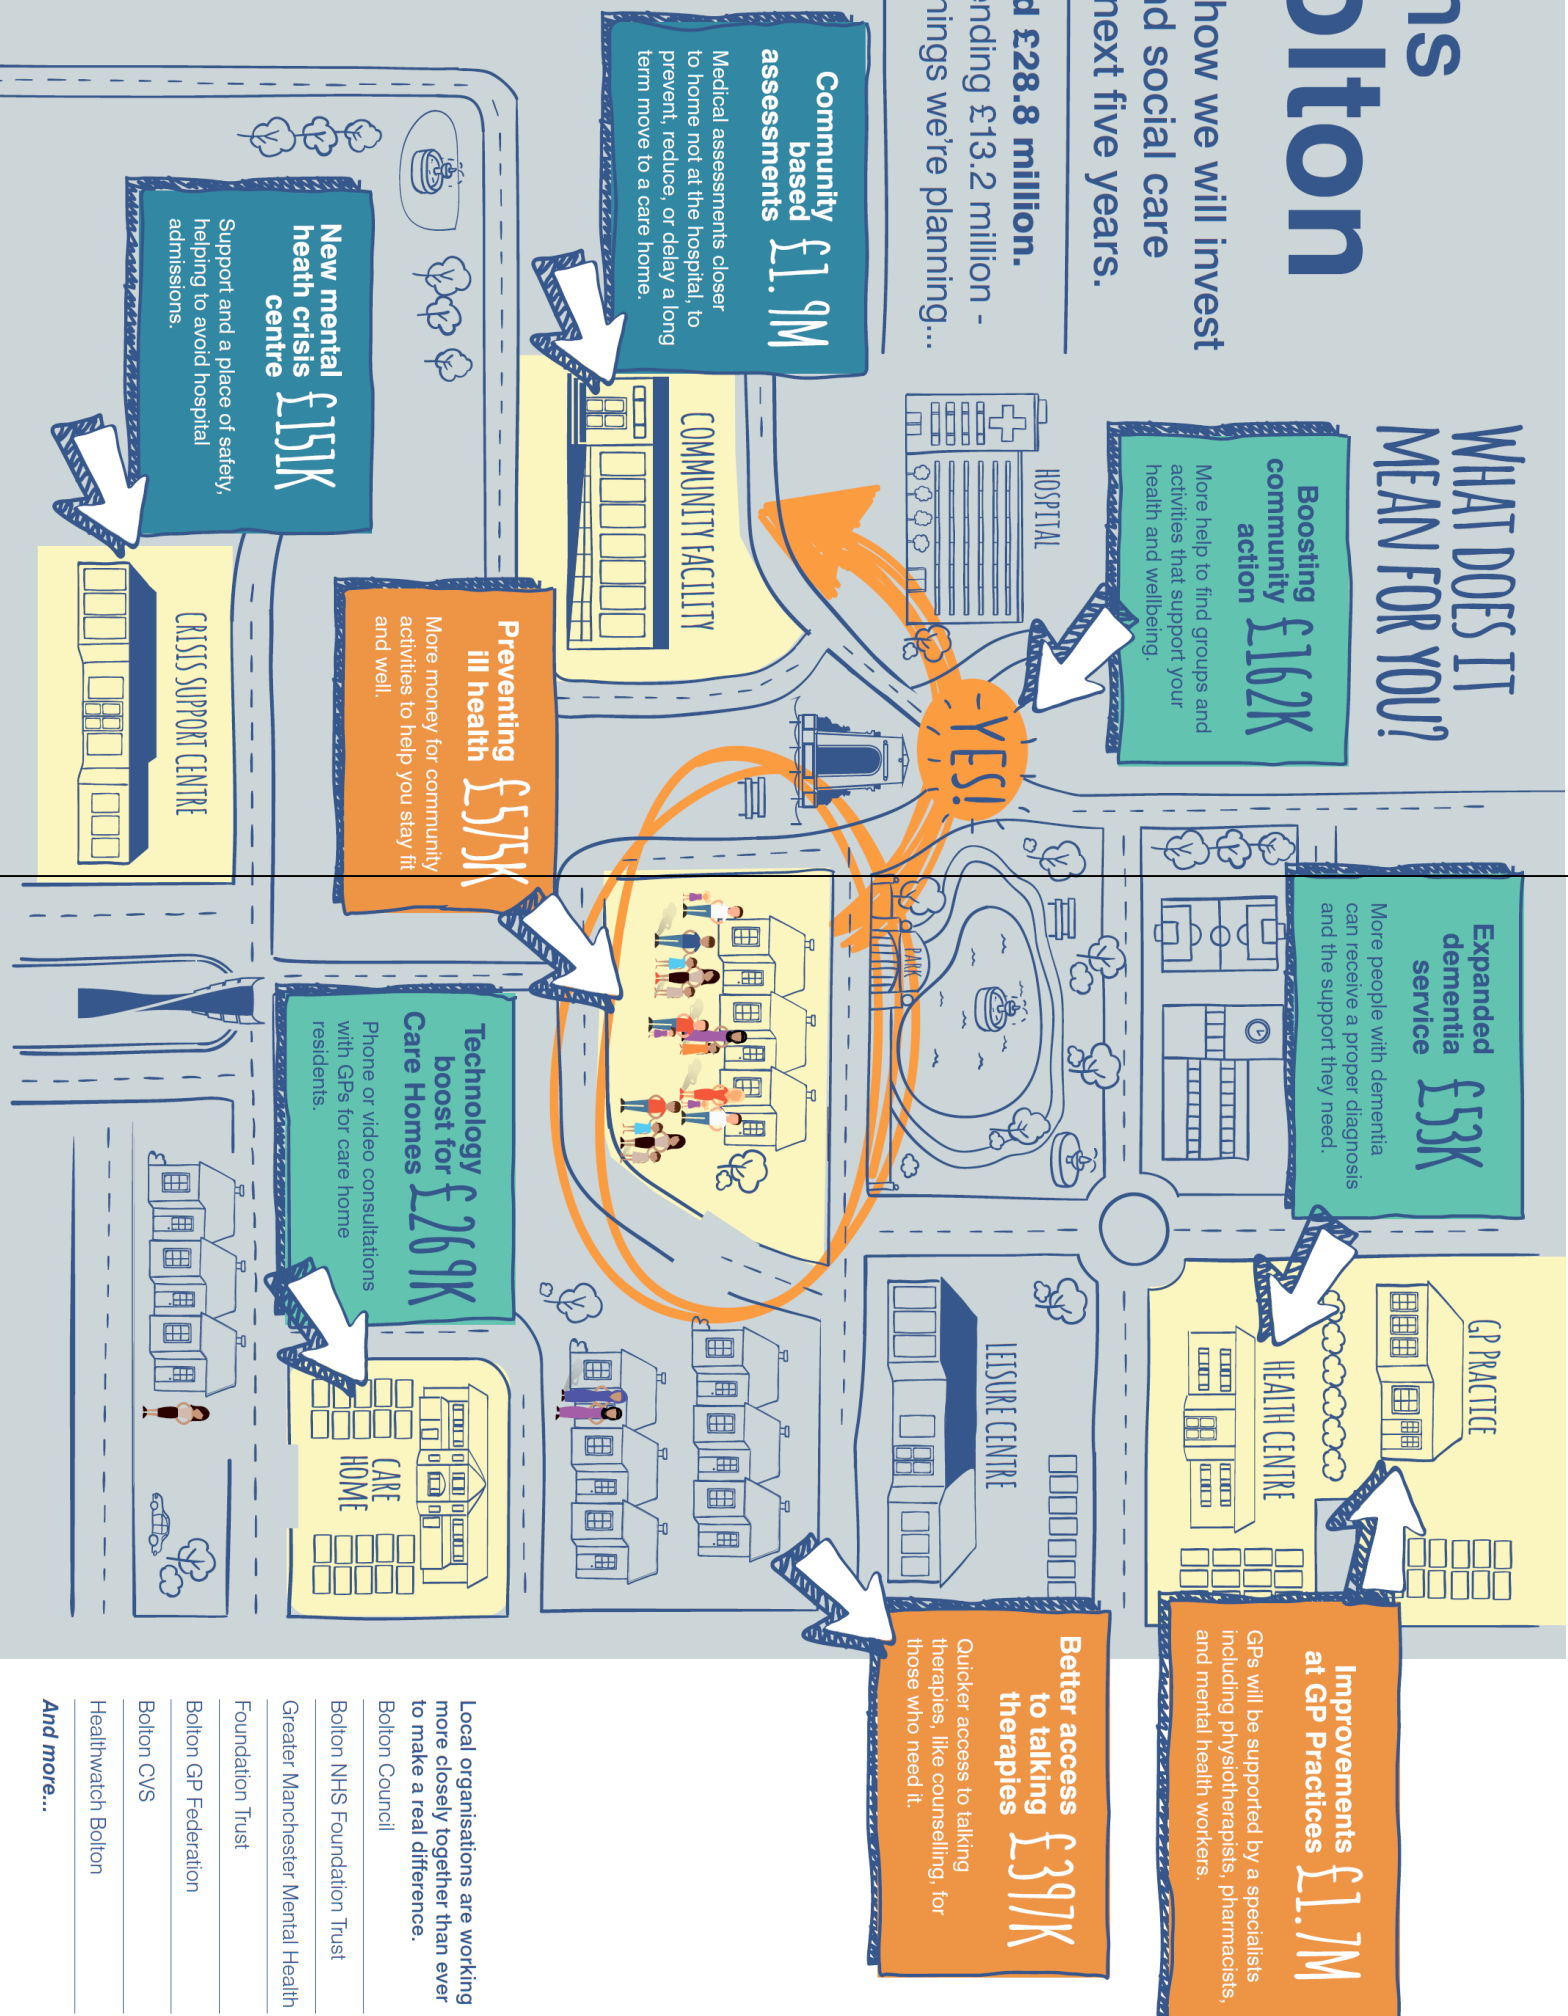 ns
olton
how we will invest
nd social care
next five years.
d £28.8 million.
ending £13.2 million -
nings we're planning...
WHAT DOES IT
MEAN FOR YOU?
Boosting
community
action £162K
More help to find groups and
activities that support your
health and wellbeing.
Community
based
assessments £1.9M
Medical assessments closer
to home not at the hospital, to
prevent, reduce, or delay a long
term move to a care home.
New mental
heath crisis
centre £151K
Support and a place of safety,
helping to avoid hospital
admissions.
HOSPITAL
COMMUNITY FACILITY
CRISIS SUPPORT CENTRE
YES!
Preventing
ill health £575K
More money for community
activities to help you stay fit
and well.
Expanded
dementia
service £53K
More people with dementia
can receive a proper diagnosis
and the support they need.
PARK
Technology
boost for
Care Homes £269K
Phone or video consultations
with GPs for care home
residents.
GP PRACTICE
HEALTH CENTRE
LEISURE CENTRE
CARE
HOME
Improvements
at GP Practices £1.7M
GPs will be supported by a specialists
including physiotherapists, pharmacists,
and mental health workers.
Better access
to talking
therapies £397K
Quicker access to talking
therapies, like counselling, for
those who need it.
Local organisations are working
more closely together than ever
to make a real difference.
Bolton Council
Bolton NHS Foundation Trust
Greater Manchester Mental Health
Foundation Trust
Bolton GP Federation
Bolton CVS
Healthwatch Bolton
And more...